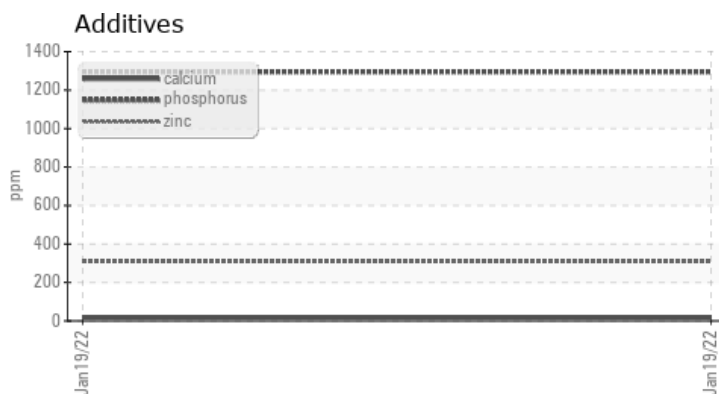 Additives
1400
1200
1000
800
600
400
200
0
ppm
calcium
phosphorus
zinc
Jan19/22
Jan19/22